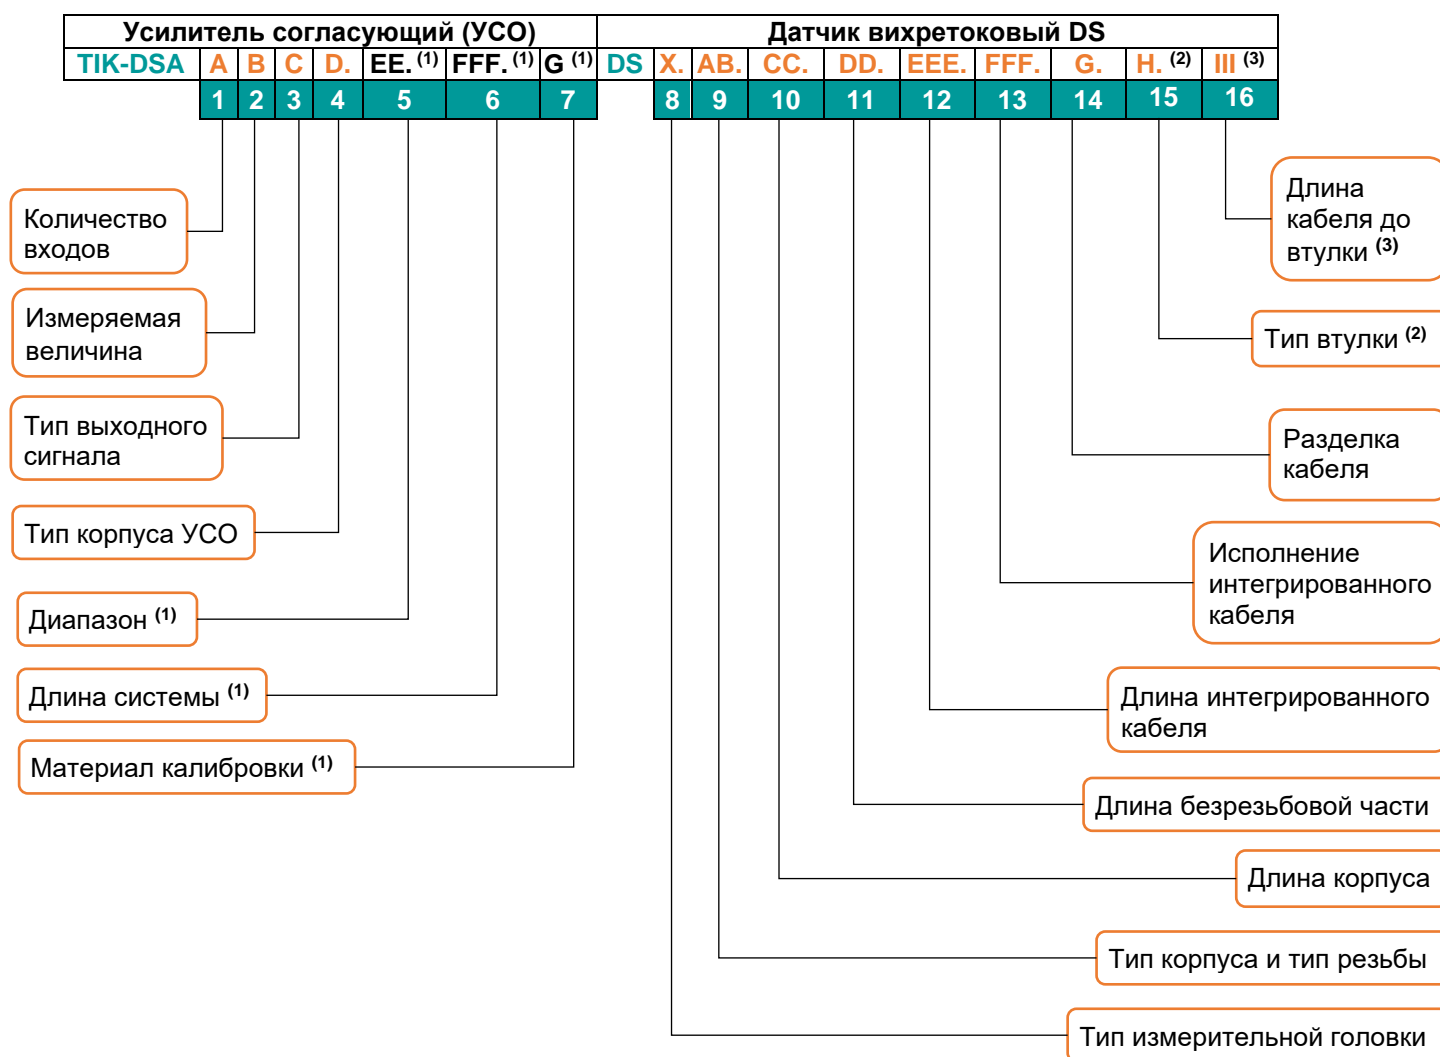 Усилитель согласующий (УСО) Датчик вихретоковый DS
TIK-DSA A B C D. EE. (1) FFF. (1) G (1) DS X. AB. CC. DD. EEE. FFF. G. H. (2) III (3)
1 2 3 4 5 6 7 8 9 10 11 12 13 14 15 16
Количество
входов
Измеряемая
величина
Тип выходного
сигнала
Тип корпуса УСО
Диапазон (1)
Длина системы (1)
Материал калибровки (1)
Длина
кабеля до
втулки (3)
Тип втулки (2)
Разделка
кабеля
Исполнение
интегрированного
кабеля
Длина интегрированного
кабеля
Длина безрезьбовой части
Длина корпуса
Тип корпуса и тип резьбы
Тип измерительной головки